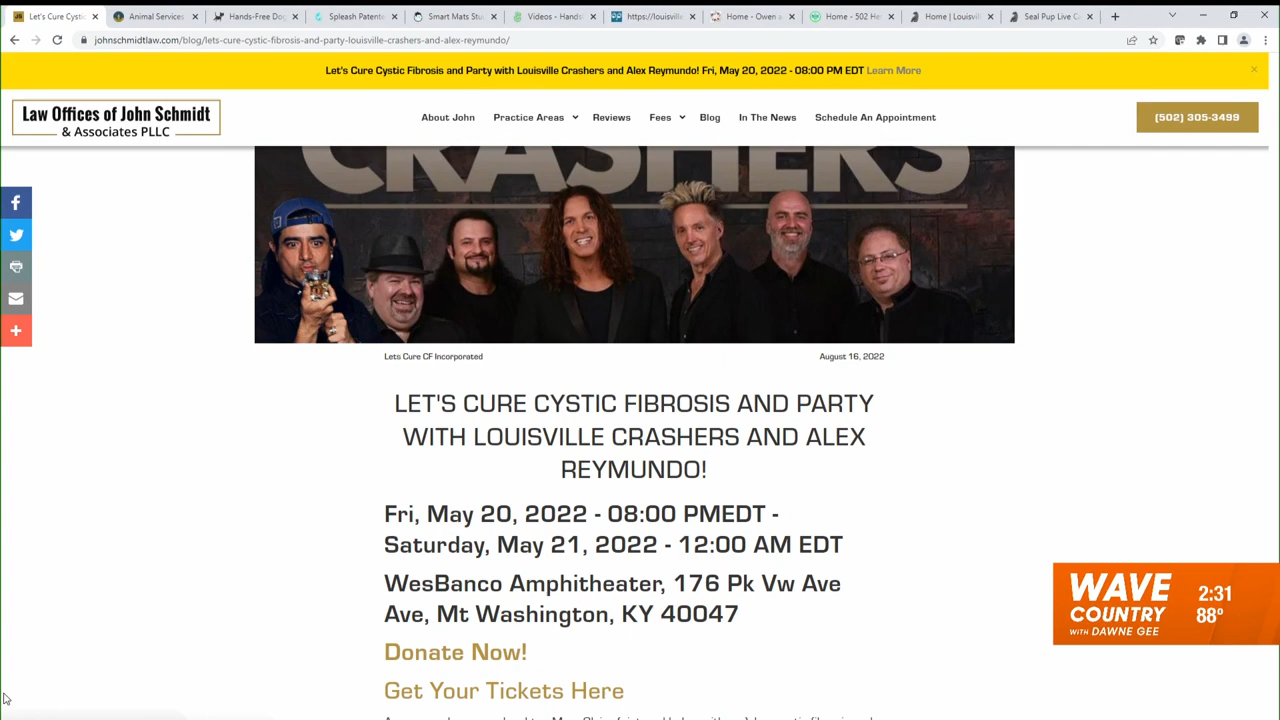 Let's Cure Cystic Fibrosis
Animal Services
Hands-Free Dog
Spleash Patente
Smart Mats Stu
Videos - Hands
https://louisville
Home - Owen a
Home - 502 He
Home | Louisvil
Seal Pup Live C
johnschmidtlaw.com/blog/lets-cure-cystic-fibrosis-and-party-louisville-crashers-and-alex-reymundo/
Let's Cure Cystic Fibrosis and Party with Louisville Crashers and Alex Reymundo! Fri, May 20, 2022 - 08:00 PM EDT Learn More
Law Offices of John Schmidt
& Associates PLLC
About John Practice Areas Reviews Fees Blog In The News Schedule An Appointment
(502) 305-3499
CRASHERS
Lets Cure CF Incorporated August 16, 2022
LET'S CURE CYSTIC FIBROSIS AND PARTY
WITH LOUISVILLE CRASHERS AND ALEX
REYMUNDO!
Fri, May 20, 2022 - 08:00 PMEDT -
Saturday, May 21, 2022 - 12:00 AM EDT
WesBanco Amphitheater, 176 Pk Vw Ave
Ave, Mt Washington, KY 40047
Donate Now!
Get Your Tickets Here
WAVE
COUNTRY
WITH DAWNE GEE
2:31
88°